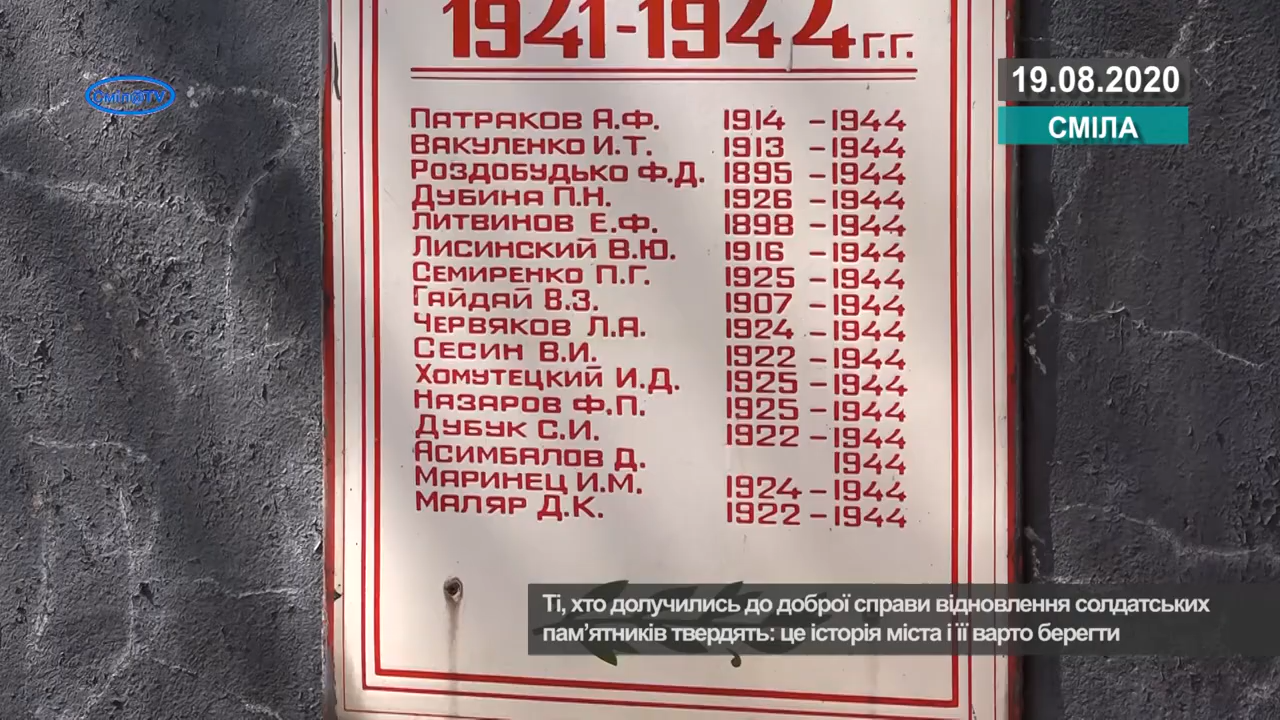 1941-1944 г.г.
СмілаTV
19.08.2020
СМІЛА
Патраков А.Ф. 1914 - 1944
Вакуленко И.Т. 1913 - 1944
Роздобудько Ф.Д. 1895 - 1944
Дубина П.Н. 1926 - 1944
Литвинов Е.Ф. 1898 - 1944
Лисинский В.Ю. 1916 - 1944
Семиренко П.Г. 1925 - 1944
Гайдай В.З. 1907 - 1944
Червяков Л.А. 1924 - 1944
Сесин В.И. 1922 - 1944
Хомутецкий И.Д. 1925 - 1944
Назаров Ф.П. 1925 - 1944
Дубук С.И. 1922 - 1944
Асимбалов Д. 1944
Маринец И.М. 1924 - 1944
Маляр Д.К. 1922 - 1944
Ті, хто долучились до доброї справи відновлення солдатських
пам’ятників твердять: це історія міста і її варто берегти